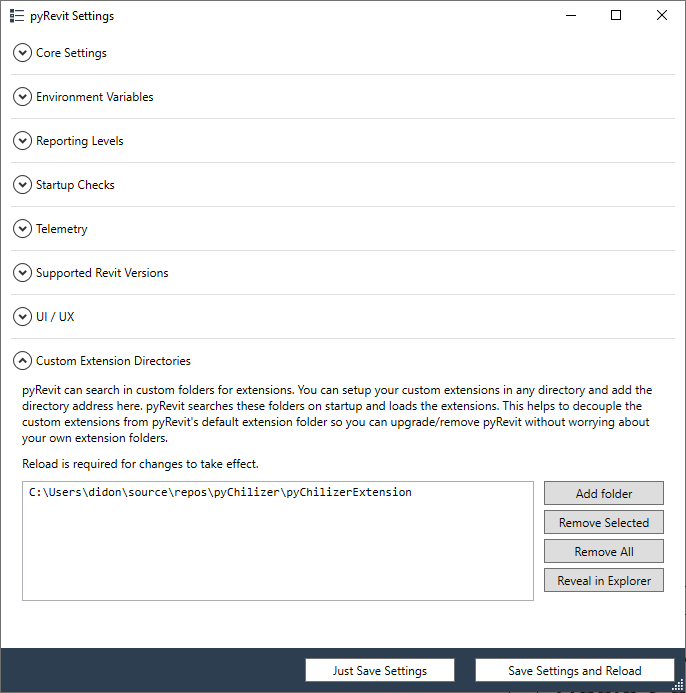 pyRevit Settings
Core Settings
Environment Variables
Reporting Levels
Startup Checks
Telemetry
Supported Revit Versions
UI / UX
Custom Extension Directories
pyRevit can search in custom folders for extensions. You can setup your custom extensions in any directory and add the
directory address here. pyRevit searches these folders on startup and loads the extensions. This helps to decouple the
custom extensions from pyRevit's default extension folder so you can upgrade/remove pyRevit without worrying about
your own extension folders.
Reload is required for changes to take effect.
C:\Users\didon\source\repos\pyChilizer\pyChilizerExtension
Add folder
Remove Selected
Remove All
Reveal in Explorer
Just Save Settings
Save Settings and Reload